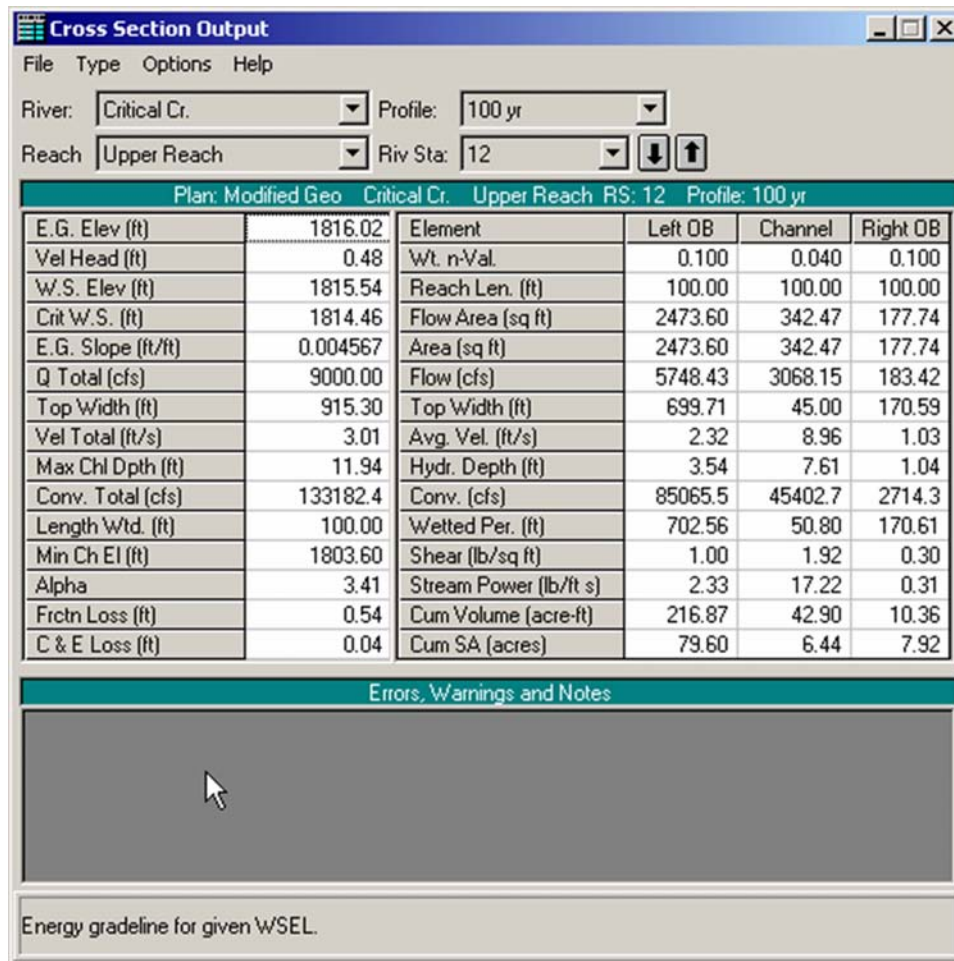 Cross Section Output
File Type Options Help
River: Critical Cr. Profile: 100 yr
Reach Upper Reach Riv Sta: 12
Plan: Modified Geo Critical Cr. Upper Reach RS: 12 Profile: 100 yr
E.G. Elev (ft) 1816.02 Element Left OB Channel Right OB
Vel Head (ft) 0.48 Wt. n-Val. 0.100 0.040 0.100
W.S. Elev (ft) 1815.54 Reach Len. (ft) 100.00 100.00 100.00
Crit W.S. (ft) 1814.46 Flow Area (sq ft) 2473.60 342.47 177.74
E.G. Slope (ft/ft) 0.004567 Area (sq ft) 2473.60 342.47 177.74
Q Total (cfs) 9000.00 Flow (cfs) 5748.43 3068.15 183.42
Top Width (ft) 915.30 Top Width (ft) 699.71 45.00 170.59
Vel Total (ft/s) 3.01 Avg. Vel. (ft/s) 2.32 8.96 1.03
Max Chl Dpth (ft) 11.94 Hydr. Depth (ft) 3.54 7.61 1.04
Conv. Total (cfs) 133182.4 Conv. (cfs) 85065.5 45402.7 2714.3
Length Wtd. (ft) 100.00 Wetted Per. (ft) 702.56 50.80 170.61
Min Ch El (ft) 1803.60 Shear (lb/sq ft) 1.00 1.92 0.30
Alpha 3.41 Stream Power (lb/ft s) 2.33 17.22 0.31
Frctn Loss (ft) 0.54 Cum Volume (acre-ft) 216.87 42.90 10.36
C & E Loss (ft) 0.04 Cum SA (acres) 79.60 6.44 7.92
Errors, Warnings and Notes
Energy gradeline for given WSEL.